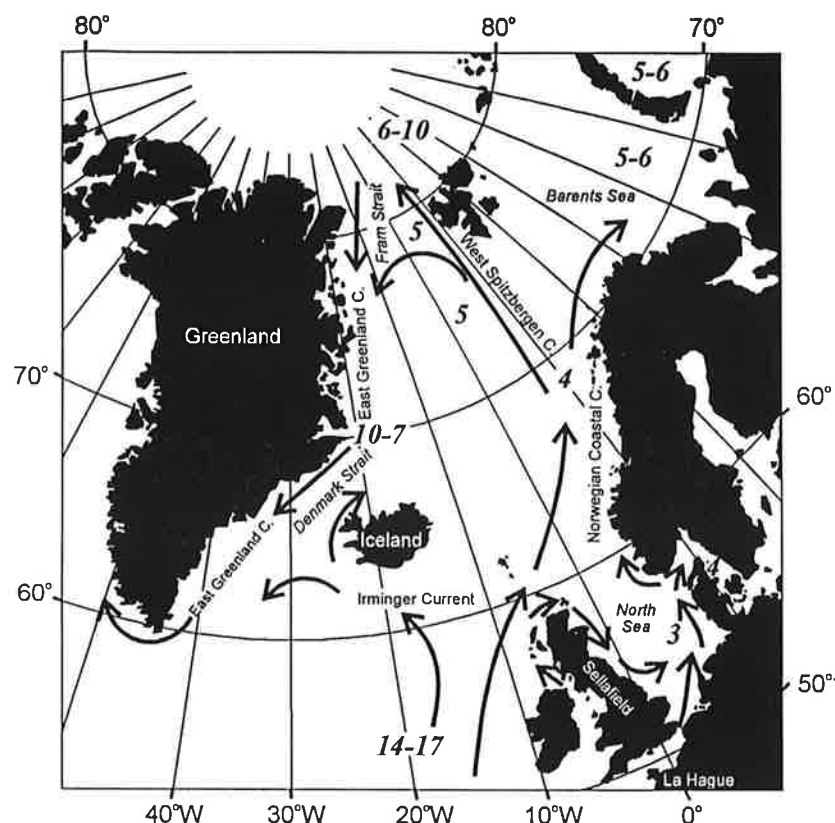 80°
80°
70°
5-6
6-10
5-6
Barents Sea
Fram Strait
5
West Spitzbergen C.
5
Greenland
East Greenland C.
70°
4
60°
10-7
Norwegian Coastal C.
Denmark Strait
Iceland
East Greenland C.
4
60°
Irminger Current
North
Sea
3
Sellafield
50°
14-17
La Hague
40°W
30°W
20°W
10°W
0°